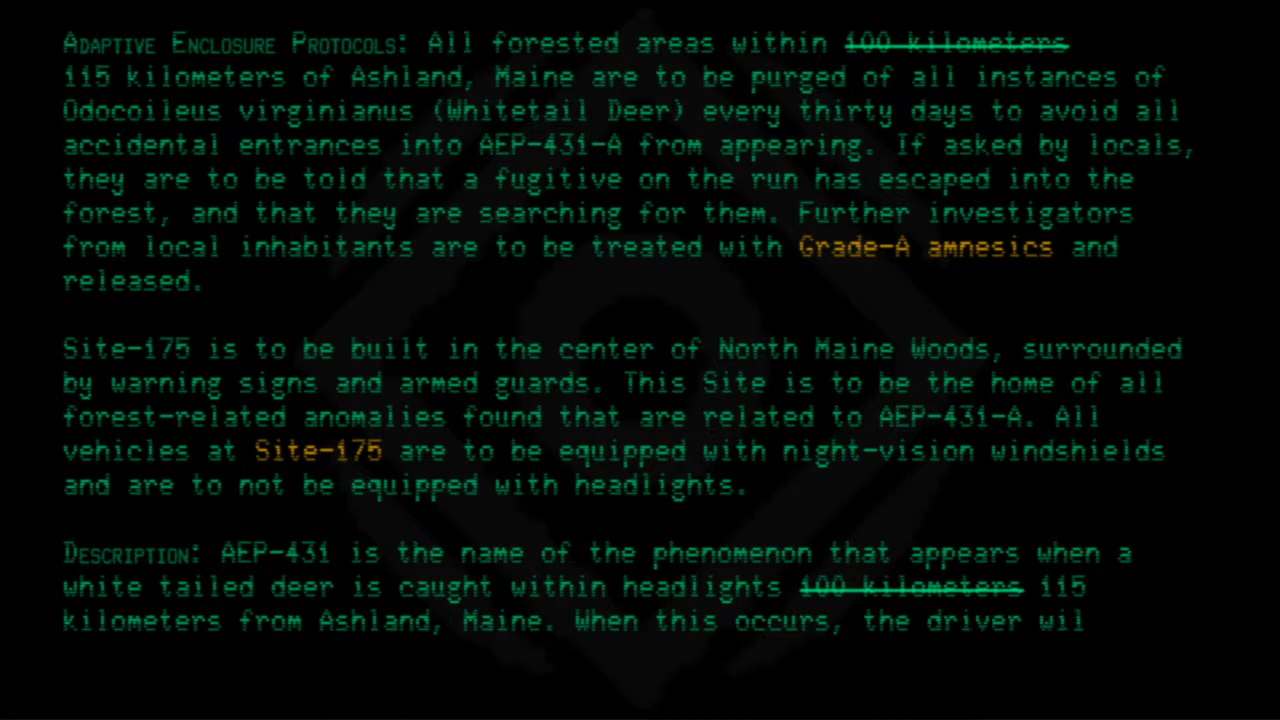 Adaptive Enclosure Protocols: All forested areas within 100 kilometers
115 kilometers of Ashland, Maine are to be purged of all instances of
Odocoileus virginianus (Whitetail Deer) every thirty days to avoid all
accidental entrances into AEP-431-A from appearing. If asked by locals,
they are to be told that a fugitive on the run has escaped into the
forest, and that they are searching for them. Further investigators
from local inhabitants are to be treated with Grade-A amnesics and
released.
Site-175 is to be built in the center of North Maine Woods, surrounded
by warning signs and armed guards. This Site is to be the home of all
forest-related anomalies found that are related to AEP-431-A. All
vehicles at Site-175 are to be equipped with night-vision windshields
and are to not be equipped with headlights.
Description: AEP-431 is the name of the phenomenon that appears when a
white tailed deer is caught within headlights 100 kilometers 115
kilometers from Ashland, Maine. When this occurs, the driver wil